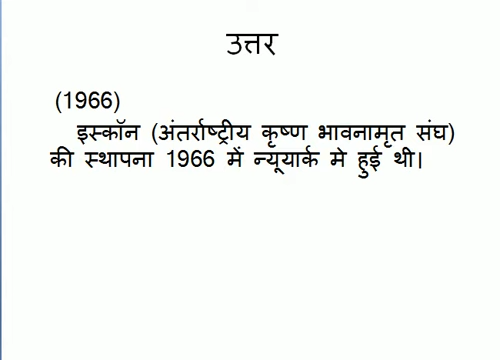 उत्तर
(1966)
इस्कॉन (अंतर्राष्ट्रीय कृष्ण भावनामृत संघ)
की स्थापना 1966 में न्यूयार्क मे हुई थी।